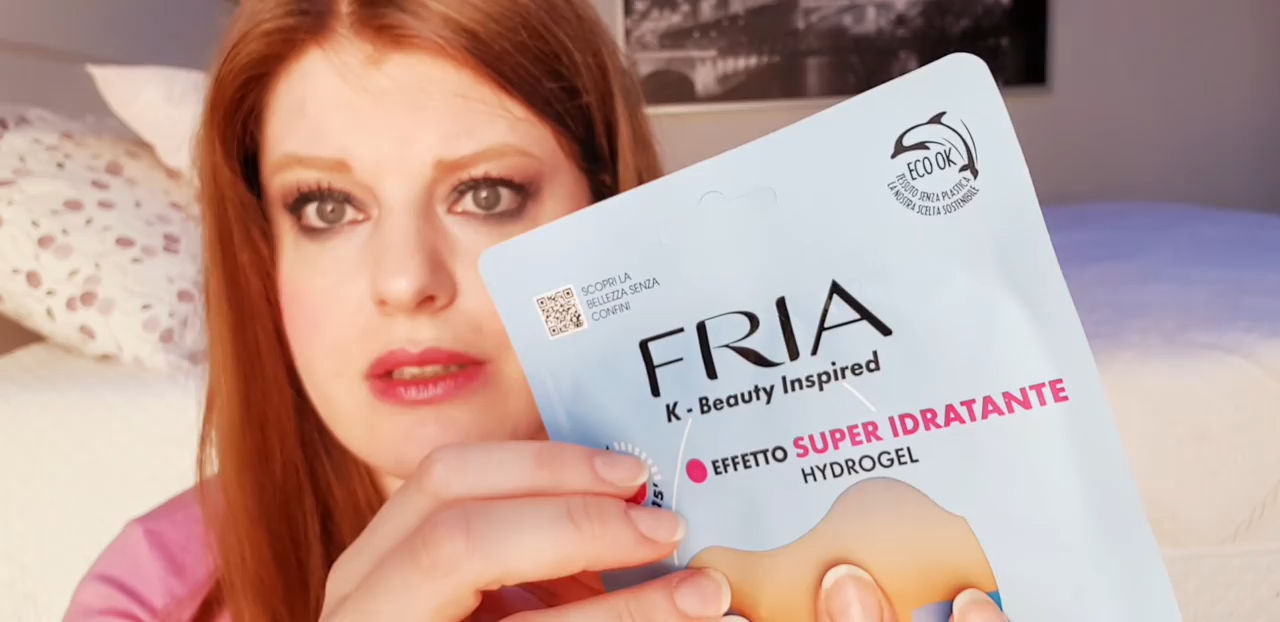 ECO OK
TESSUTO SENZA PLASTICA
LA NOSTRA SCELTA SOSTENIBILE
SCOPRI LA
BELLEZZA SENZA
CONFINI
FRIA
K - Beauty Inspired
EFFETTO SUPER IDRATANTE
HYDROGEL
15'